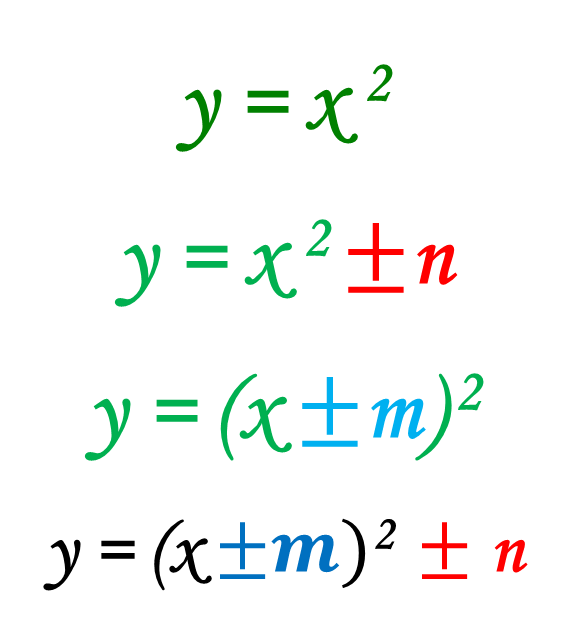 y = x²
y = x² ± n
y = (x ± m)²
y = (x ± m)² ± n